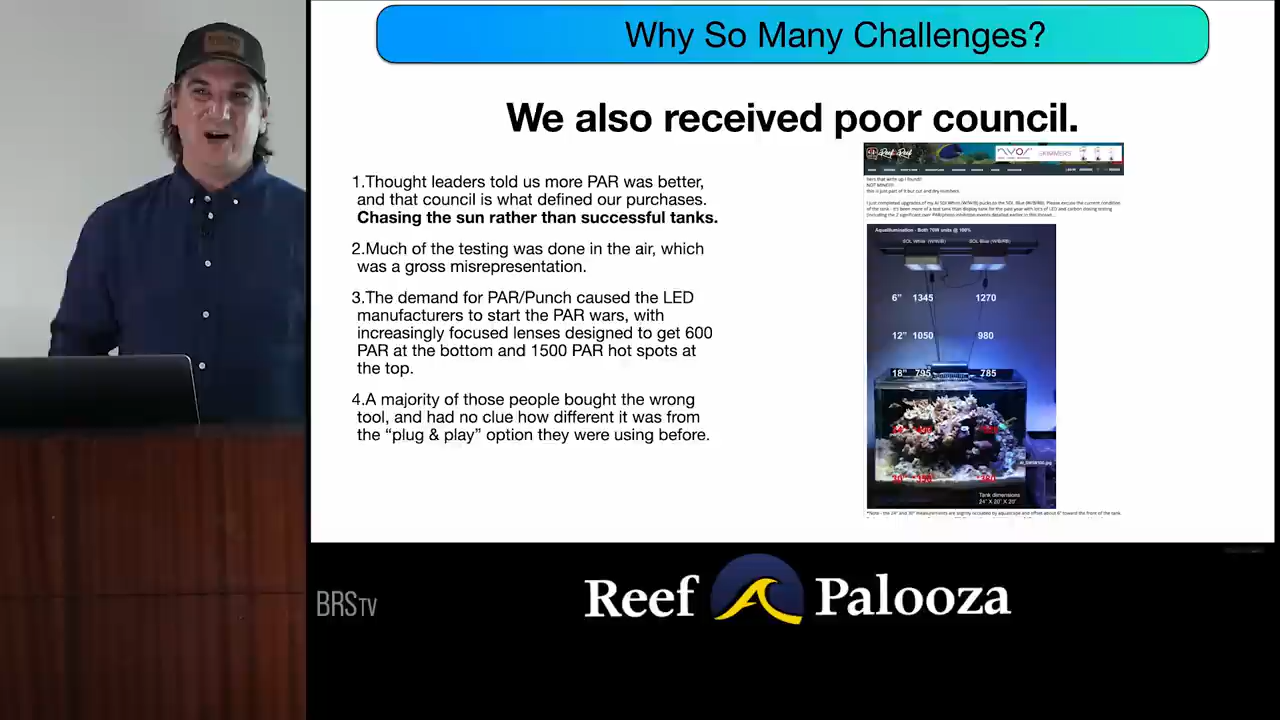 Why So Many Challenges?
We also received poor council.
1.Thought leaders told us more PAR was better,
and that council is what defined our purchases.
Chasing the sun rather than successful tanks.
2.Much of the testing was done in the air, which
was a gross misrepresentation.
3.The demand for PAR/Punch caused the LED
manufacturers to start the PAR wars, with
increasingly focused lenses designed to get 600
PAR at the bottom and 1500 PAR hot spots at
the top.
4.A majority of those people bought the wrong
tool, and had no clue how different it was from
the “plug & play” option they were using before.
SKIMMERS
NOT MINE!!!
Aquaillumination - Both 70W units @ 100%
SOL White (W/W/B)
6” 1345 1270
12” 1050 980
18” 795 785
Tank dimensions
24" X 20" X 20"
BRSTV
Reef Palooza